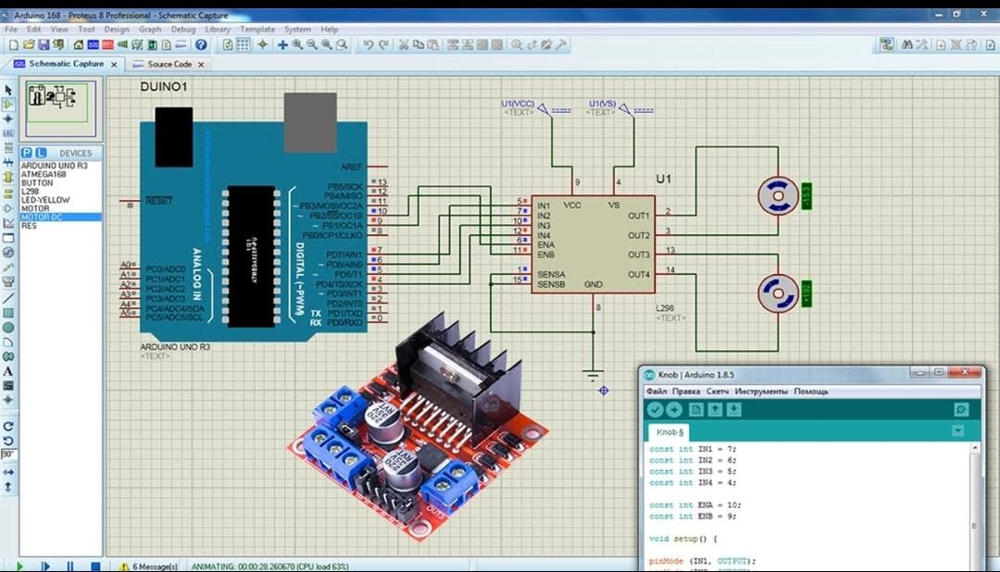 Arduino 168 - Proteus 8 Professional - Schematic Capture
File Edit View Tool Design Graph Debug Library Template System Help
Schematic Capture
Source Code
P L DEVICES
ARDUINO UNO R3
ATMEGA168
BUTTON
L298
LED-YELLOW
MOTOR
MOTOR-DC
RES
90°
DUINO1
RESET
AREF
PB5/SCK 13
PB4/MISO 12
~ PB3/MOSI/OC2A 11
~ PB2/SS/OC1B 10
~ PB1/OC1A 9
PB0/ICP1/CLKO 8
PD7/AIN1 7
~ PD6/AIN0 6
~ PD5/T1 5
PD4/T0/XCK 4
~ PD3/INT1 3
PD2/INT0 2
TX PD1/TXD 1
RX PD0/RXD 0
DIGITAL (~PWM)
ANALOG IN
A0 PC0/ADC0
A1 PC1/ADC1
A2 PC2/ADC2
A3 PC3/ADC3
A4 PC4/ADC4/SDA
A5 PC5/ADC5/SCL
ARDUINO UNO R3
<TEXT>
U1(VCC)
<TEXT>
U1(VS)
<TEXT>
U1
9 4
VCC VS
5 IN1
7 IN2
10 IN3
12 IN4
6 ENA
11 ENB
1 SENSA
15 SENSB
GND
8
OUT1 2
OUT2 3
OUT3 13
OUT4 14
L298
<TEXT>
220
35V
RVT
220
35V
RVT
Knob | Arduino 1.8.5
Файл Правка Скетч Инструменты Помощь
Knob §
const int IN1 = 7;
const int IN2 = 6;
const int IN3 = 5;
const int IN4 = 4;
const int ENA = 10;
const int ENB = 9;
void setup() {
pinMode (IN1, OUTPUT);
6 Message(s)
ANIMATING: 00:00:28.260670 (CPU load 63%)